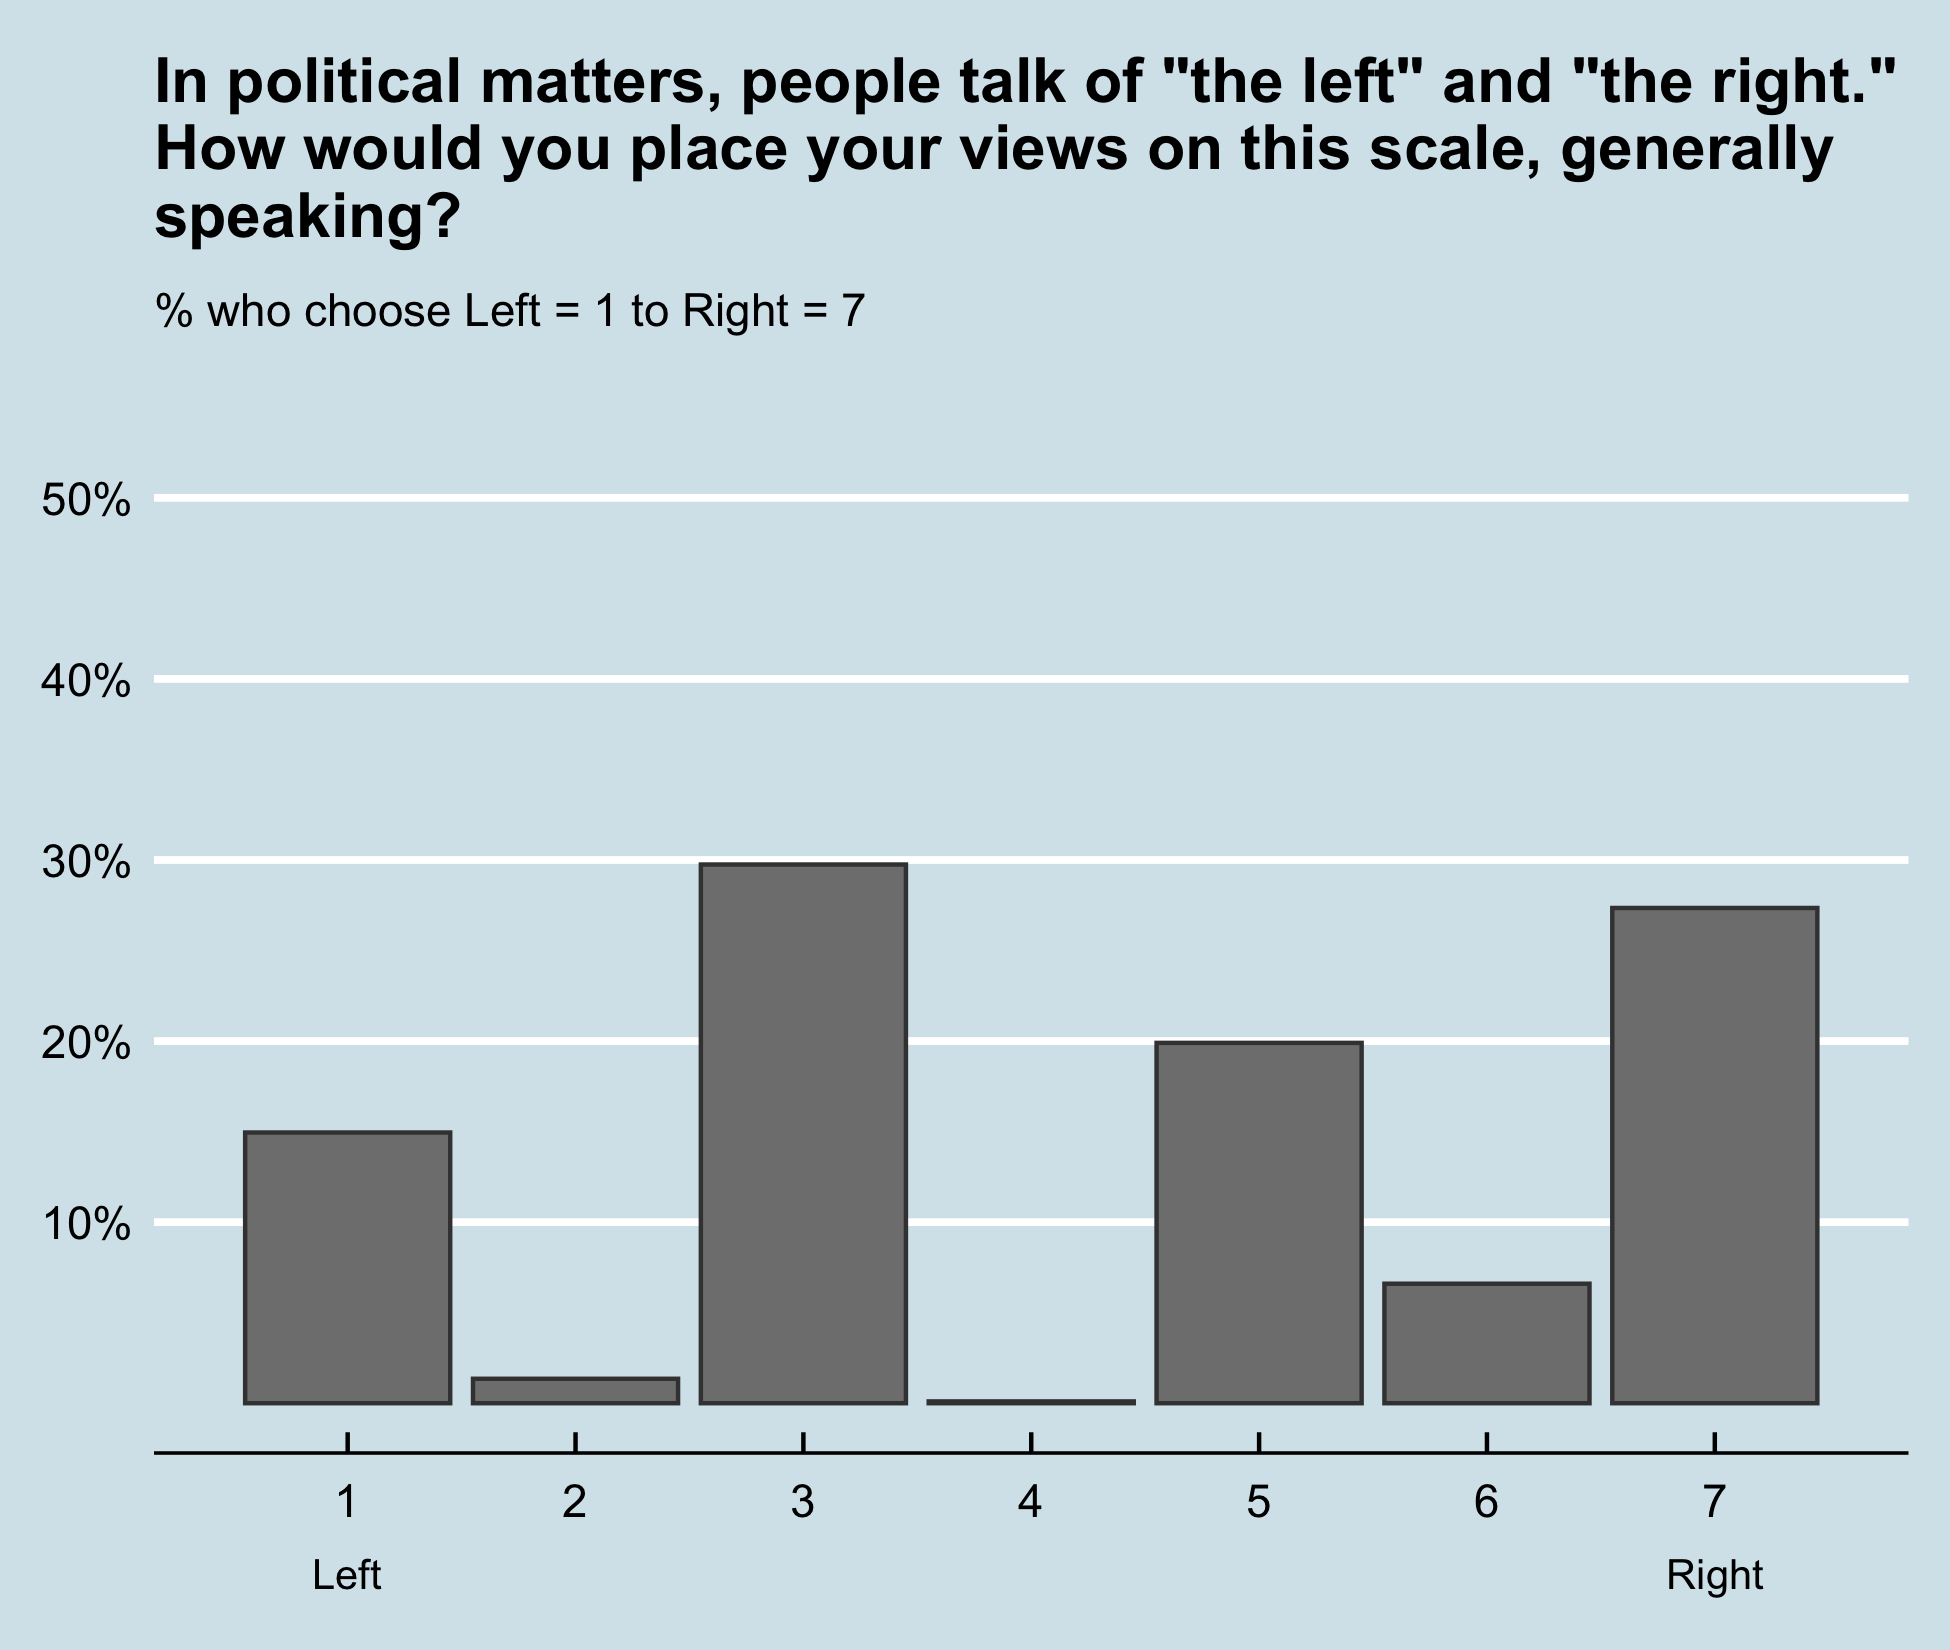 In political matters, people talk of "the left" and "the right."
How would you place your views on this scale, generally
speaking?
% who choose Left = 1 to Right = 7
50%
40%
30%
20%
10%
1 2 3 4 5 6 7
Left Right